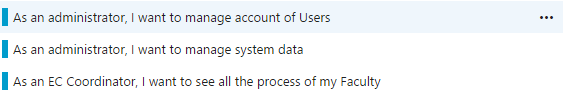 As an administrator, I want to manage account of Users
As an administrator, I want to manage system data
As an EC Coordinator, I want to see all the process of my Faculty